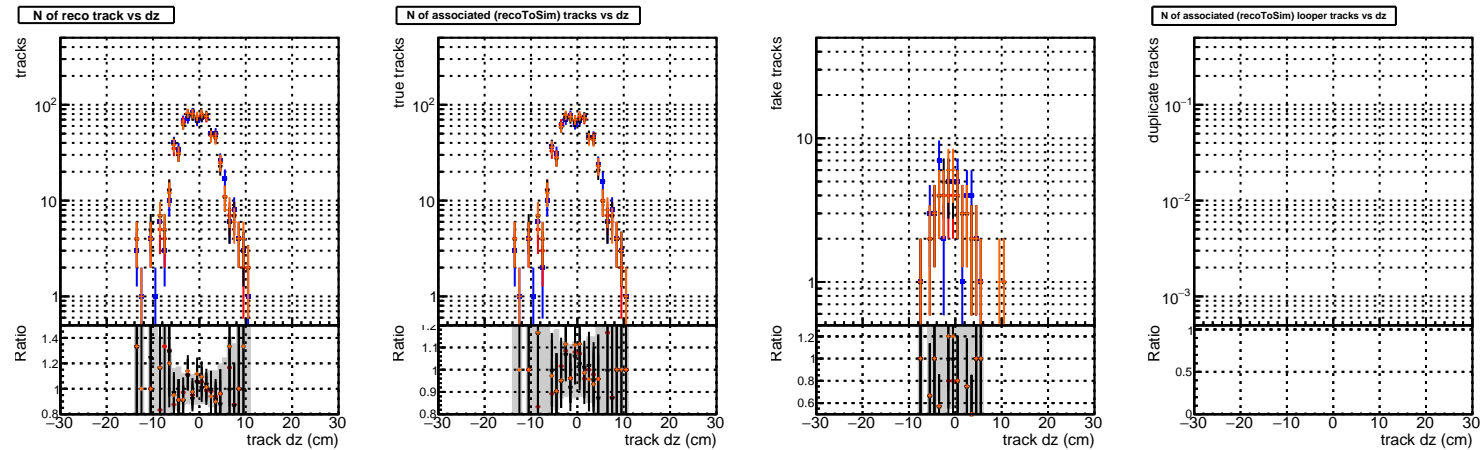 N of reco track vs dz
tracks
10²
10
1
Ratio
1.4
1.2
1
0.8
−30 −20 −10 0 10 20 30
track dz (cm)
N of associated (recoToSim) tracks vs dz
true tracks
10²
10
1
Ratio
1.2
1.1
1
0.9
0.8
−30 −20 −10 0 10 20 30
track dz (cm)
fake tracks
10
1
Ratio
1.2
1
0.8
0.6
−30 −20 −10 0 10 20 30
track dz (cm)
N of associated (recoToSim) looper tracks vs dz
duplicate tracks
10⁻¹
10⁻²
10⁻³
Ratio
1
0.5
0
−30 −20 −10 0 10 20 30
track dz (cm)